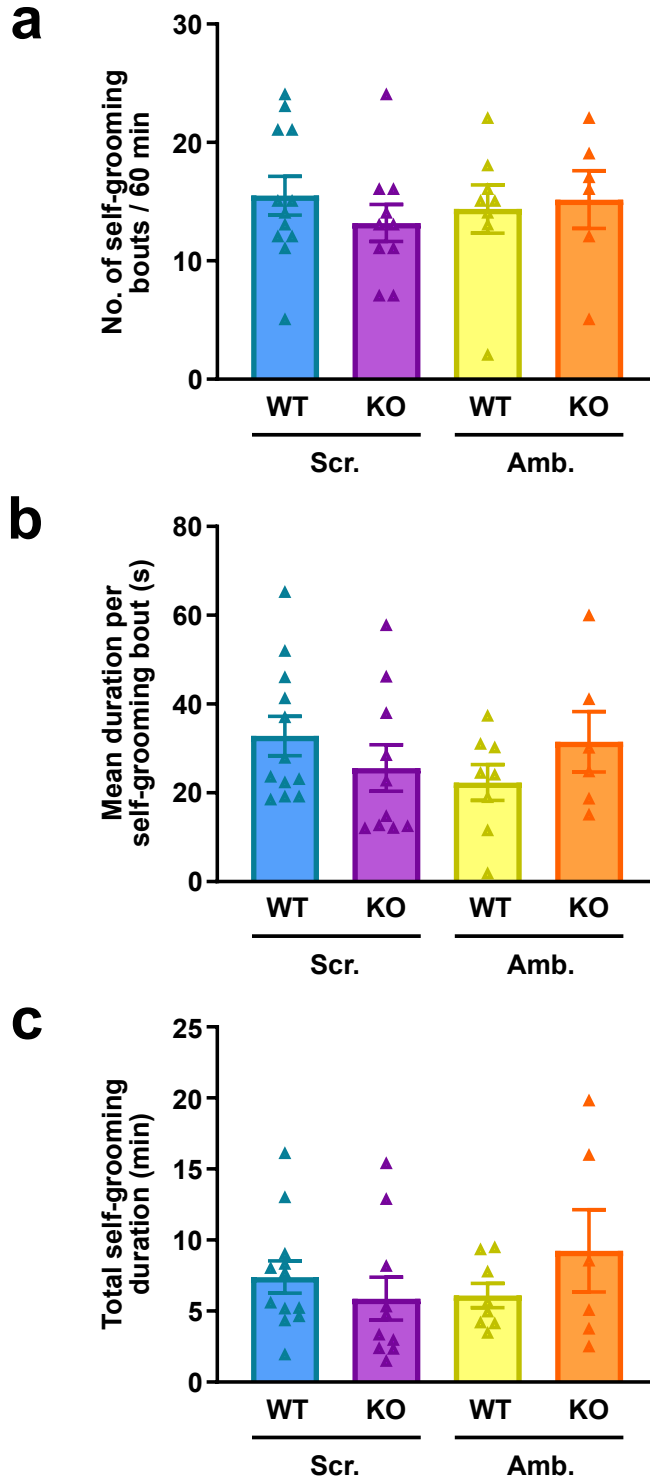 a
No. of self-grooming
bouts / 60 min
30
20
10
0
WT KO WT KO
Scr. Amb.
b
Mean duration per
self-grooming bout (s)
80
60
40
20
0
WT KO WT KO
Scr. Amb.
c
Total self-grooming
duration (min)
25
20
15
10
5
0
WT KO WT KO
Scr. Amb.